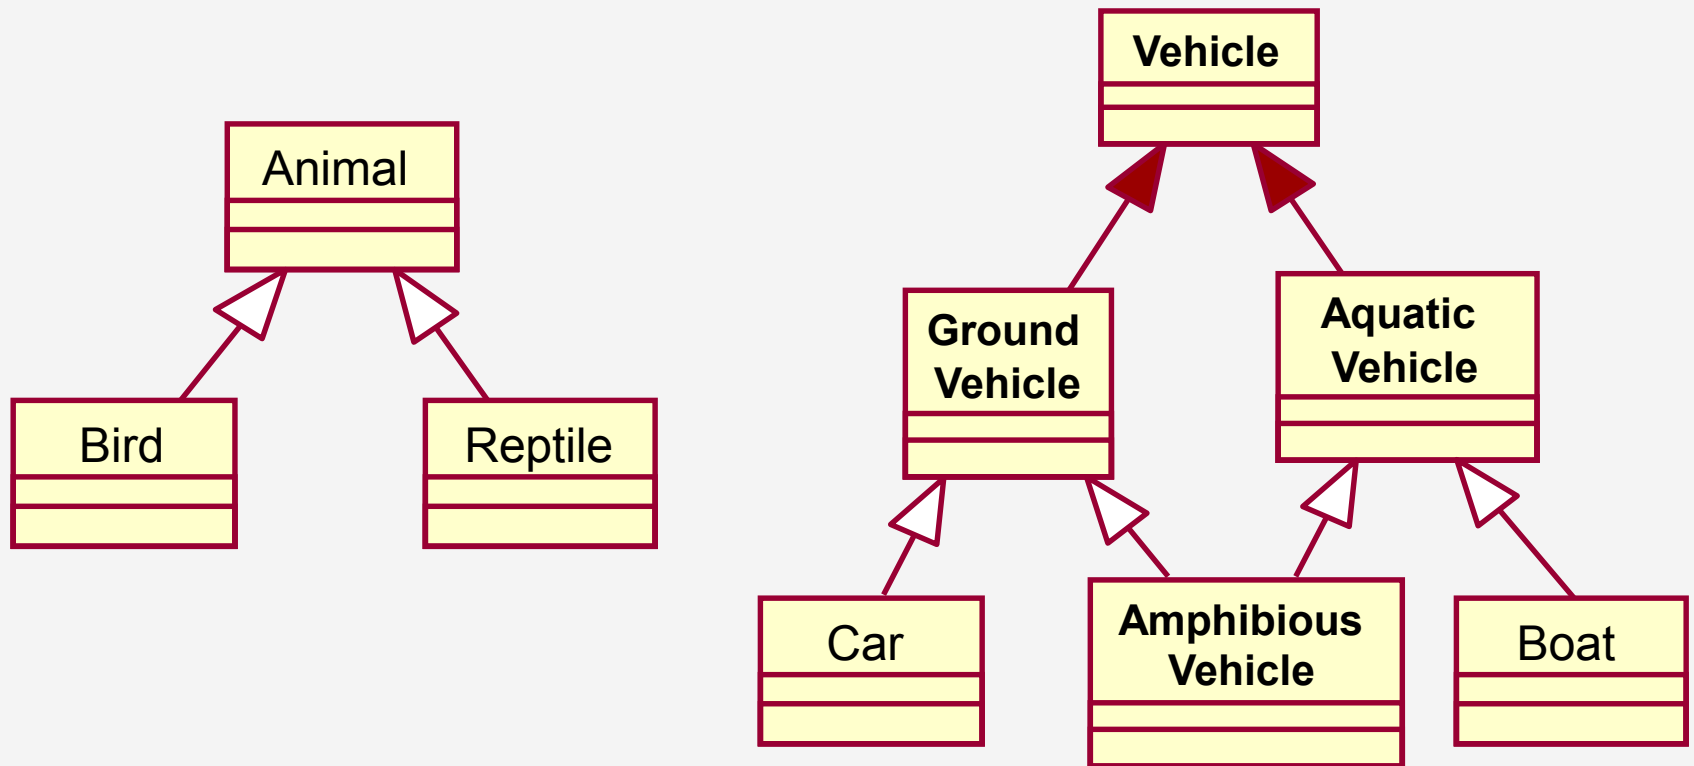 Animal
Bird
Reptile
Vehicle
Ground
Vehicle
Aquatic
Vehicle
Car
Amphibious
Vehicle
Boat